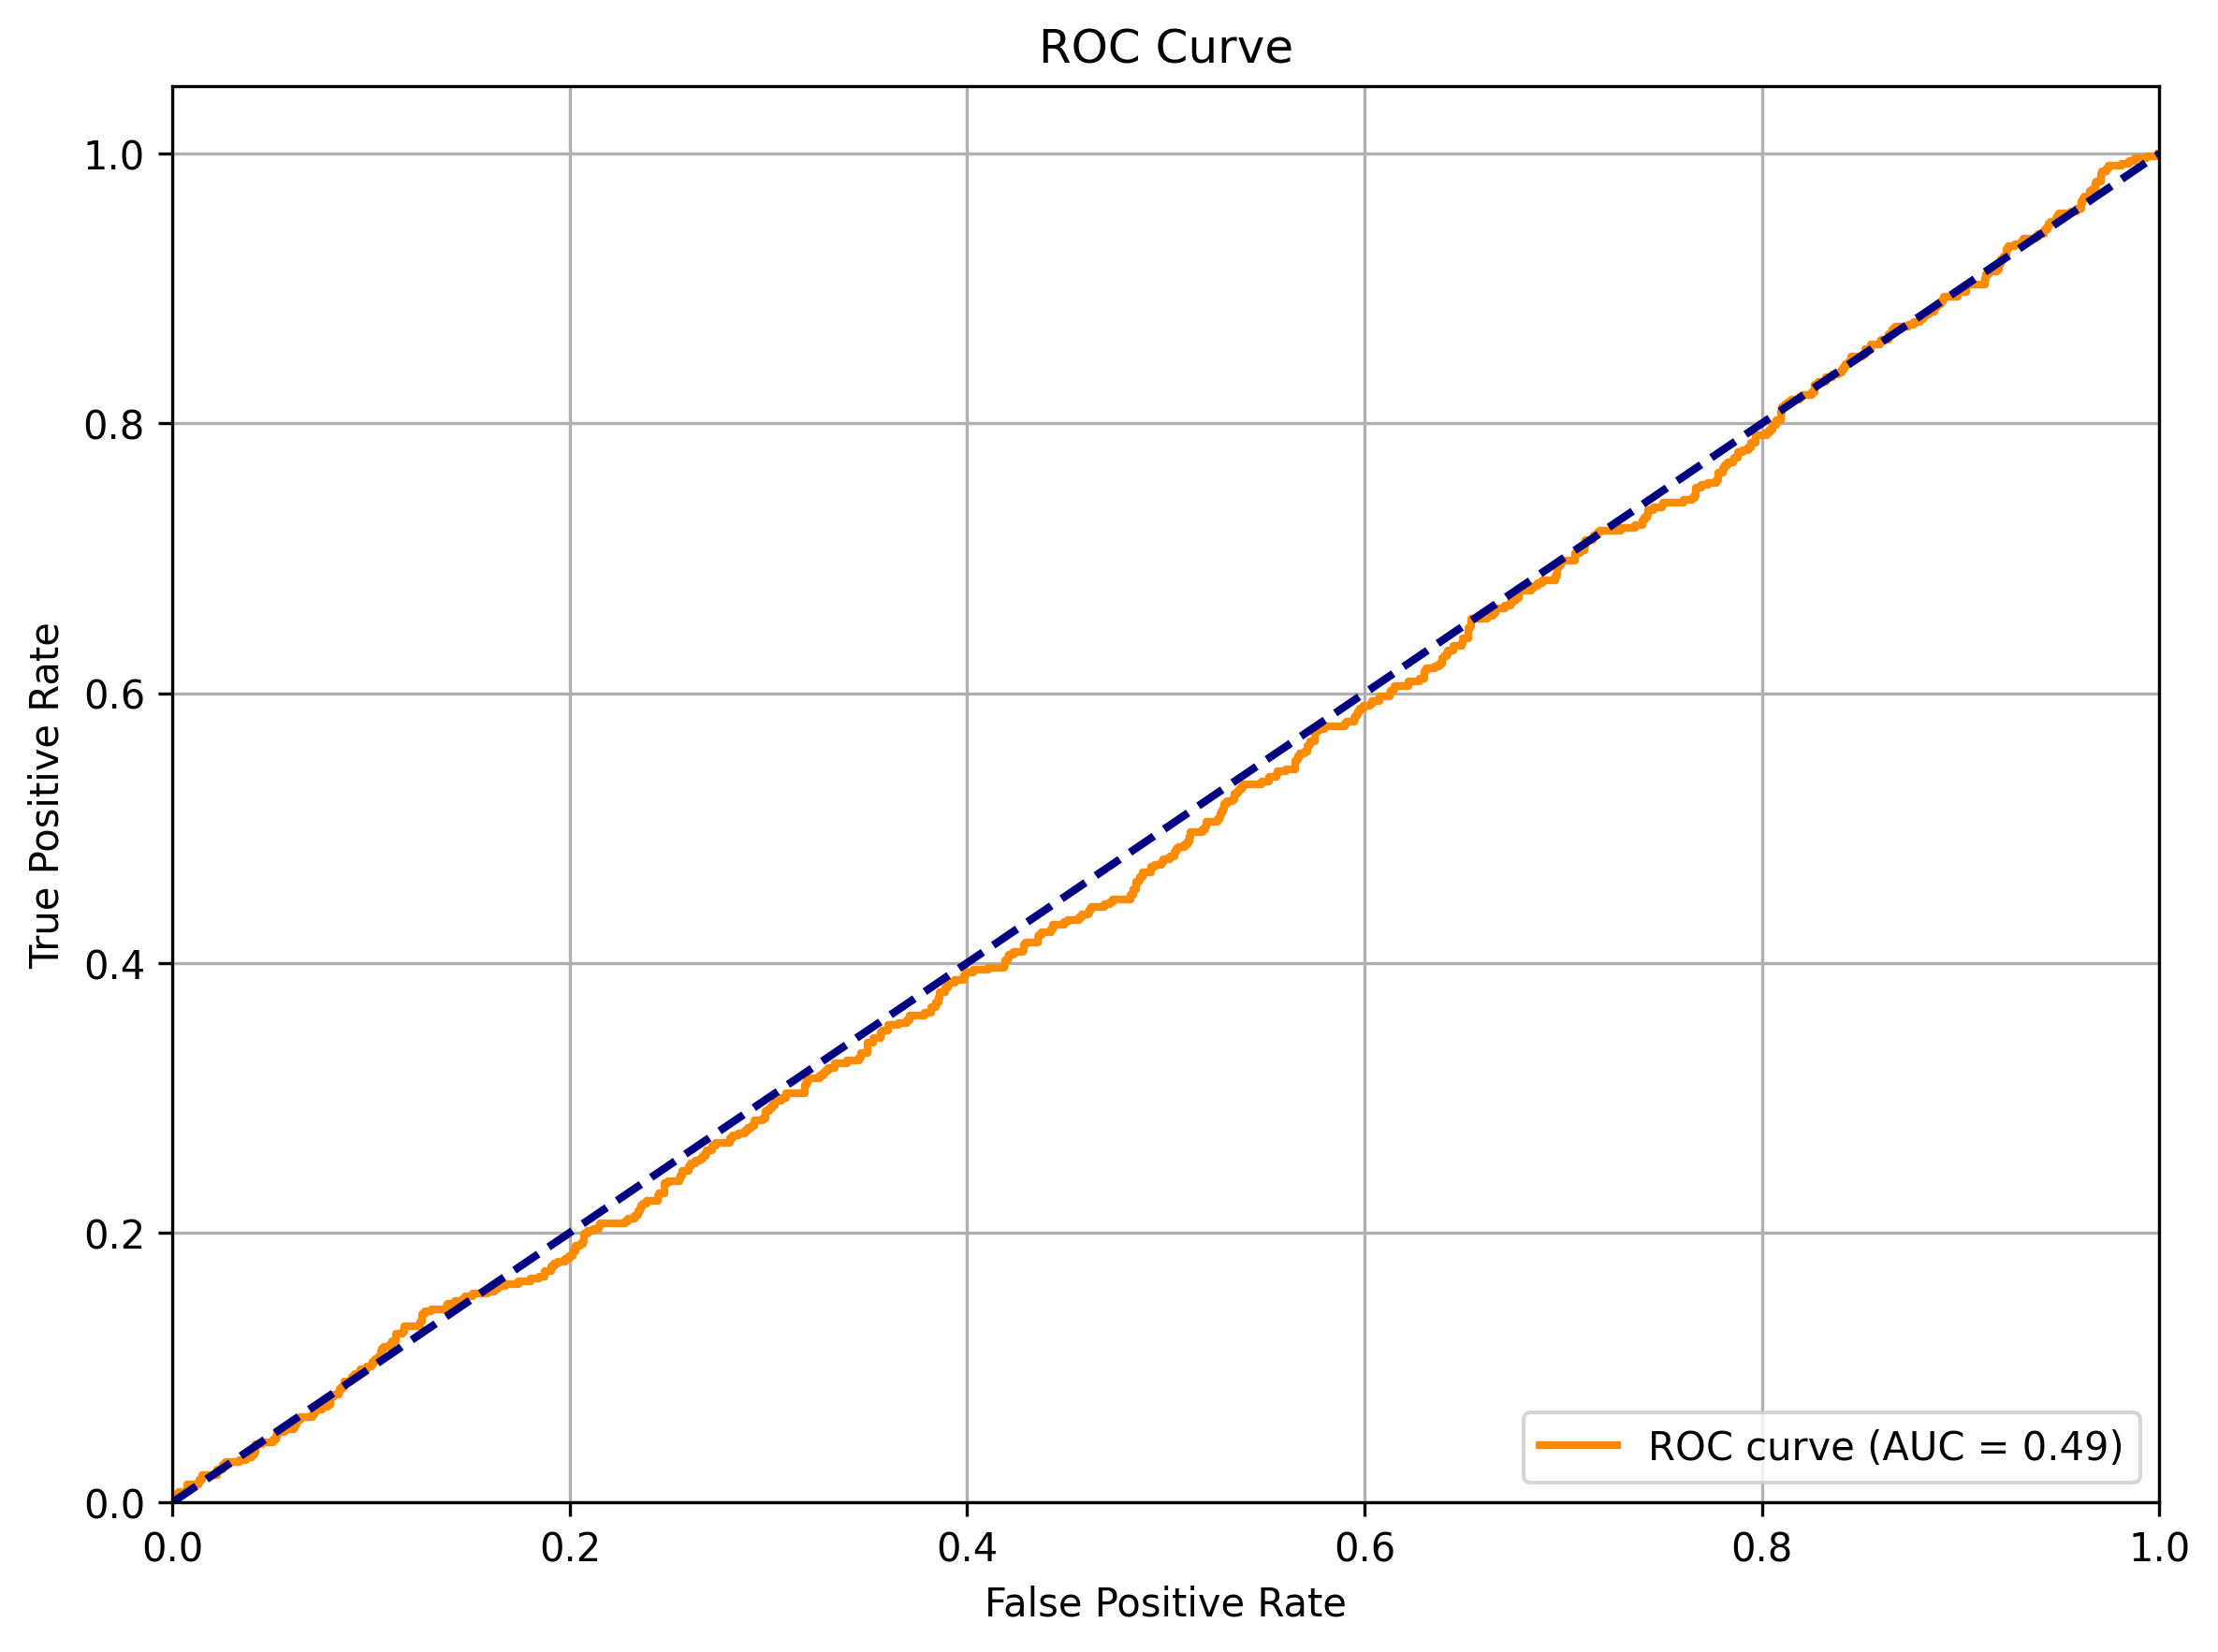 ROC Curve
True Positive Rate
1.0
0.8
0.6
0.4
0.2
0.0
0.0 0.2 0.4 0.6 0.8 1.0
False Positive Rate
ROC curve (AUC = 0.49)